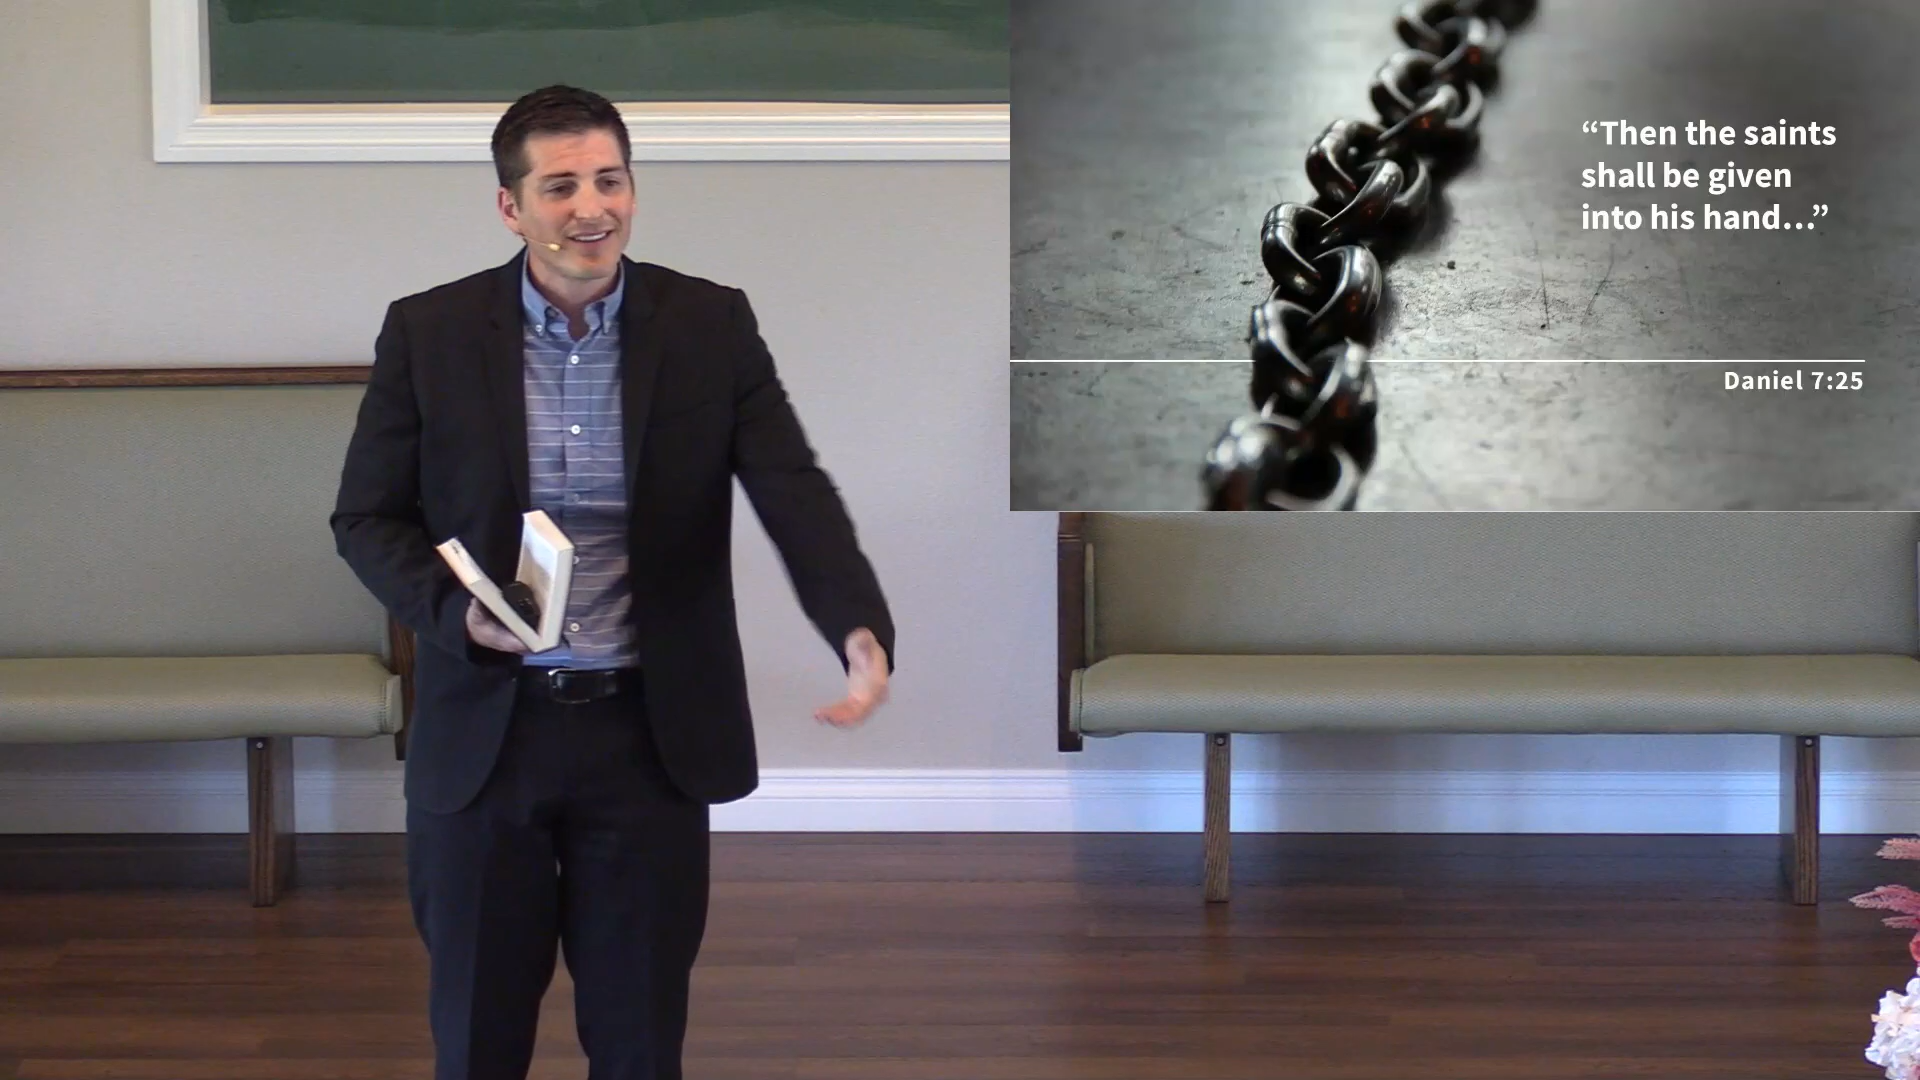 “Then the saints
shall be given
into his hand...”
Daniel 7:25